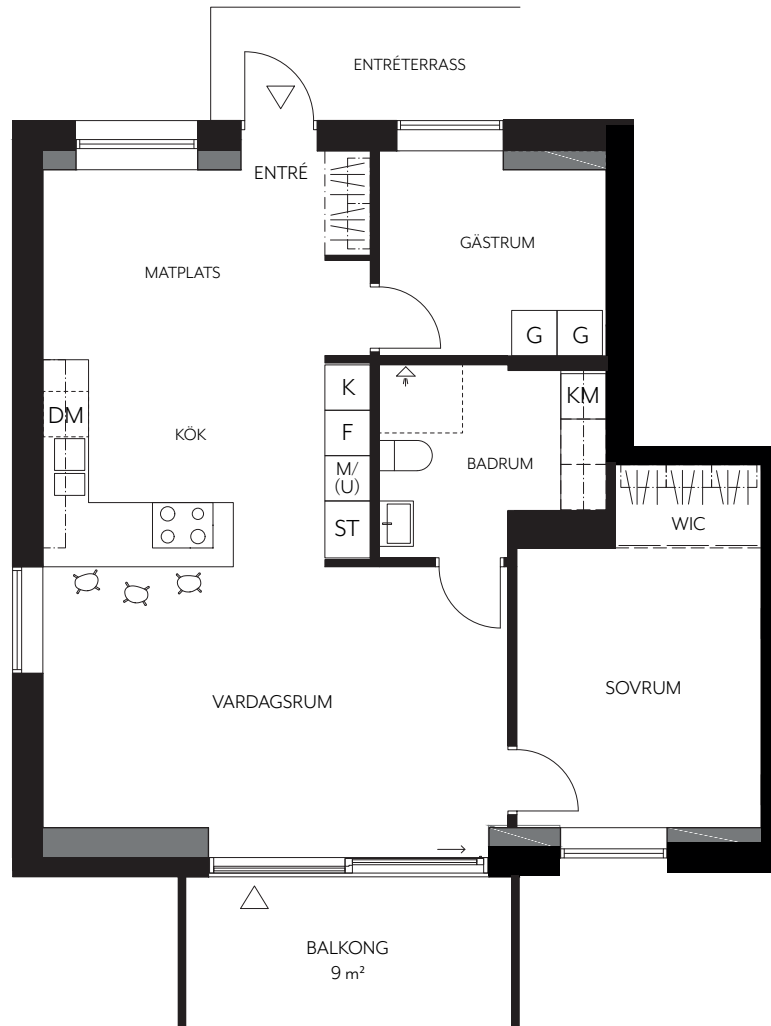 ENTRÉTERRASS
ENTRÉ
GÄSTRUM
MATPLATS
G G
K
KM
DM
F
KÖK
BADRUM
M/
(U)
ST
WIC
SOVRUM
VARDAGSRUM
BALKONG
9 m²